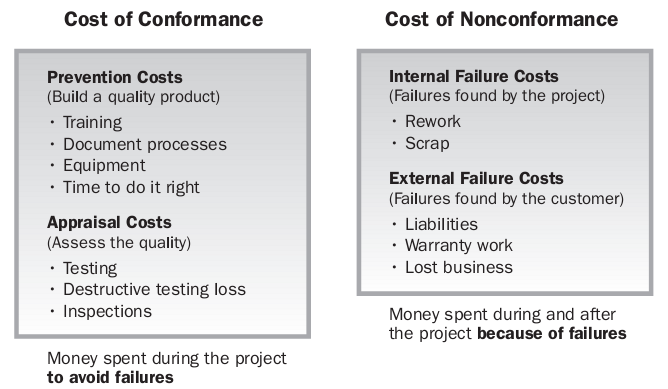 Cost of Conformance
Prevention Costs
(Build a quality product)
· Training
· Document processes
· Equipment
· Time to do it right
Appraisal Costs
(Assess the quality)
· Testing
· Destructive testing loss
· Inspections
Money spent during the project
to avoid failures
Cost of Nonconformance
Internal Failure Costs
(Failures found by the project)
· Rework
· Scrap
External Failure Costs
(Failures found by the customer)
· Liabilities
· Warranty work
· Lost business
Money spent during and after
the project because of failures